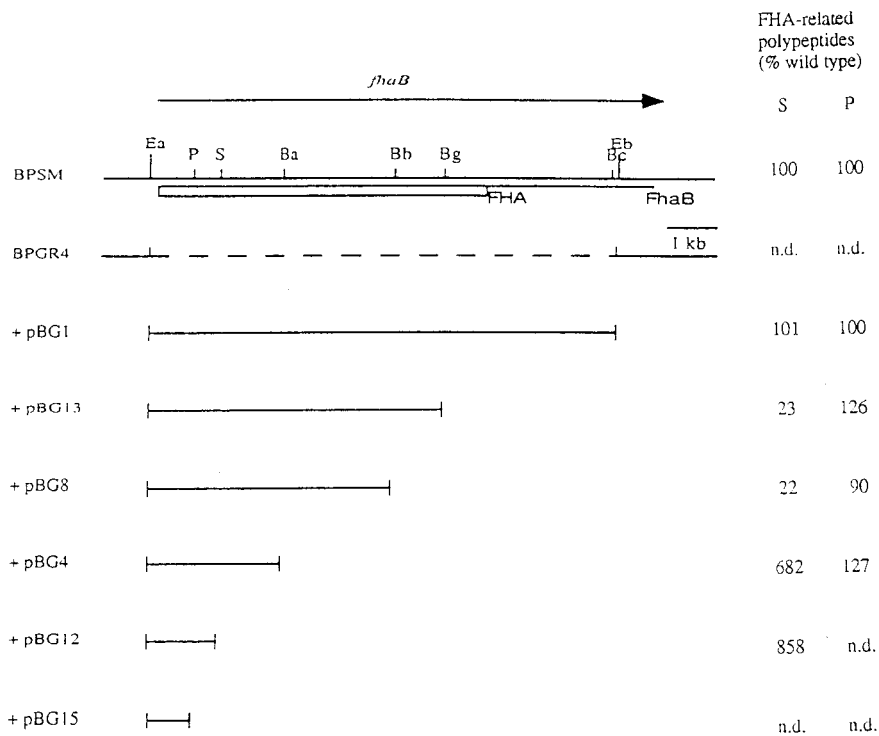 FHA-related
polypeptides
(% wild type)
fhaB
S P
Ea P S Ba Bb Bg Eb
Bc
BPSM 100 100
FHA FhaB
1 kb
BPGR4 n.d. n.d.
+ pBG1 101 100
+ pBG13 23 126
+ pBG8 22 90
+ pBG4 682 127
+ pBG12 858 n.d.
+ pBG15 n.d. n.d.